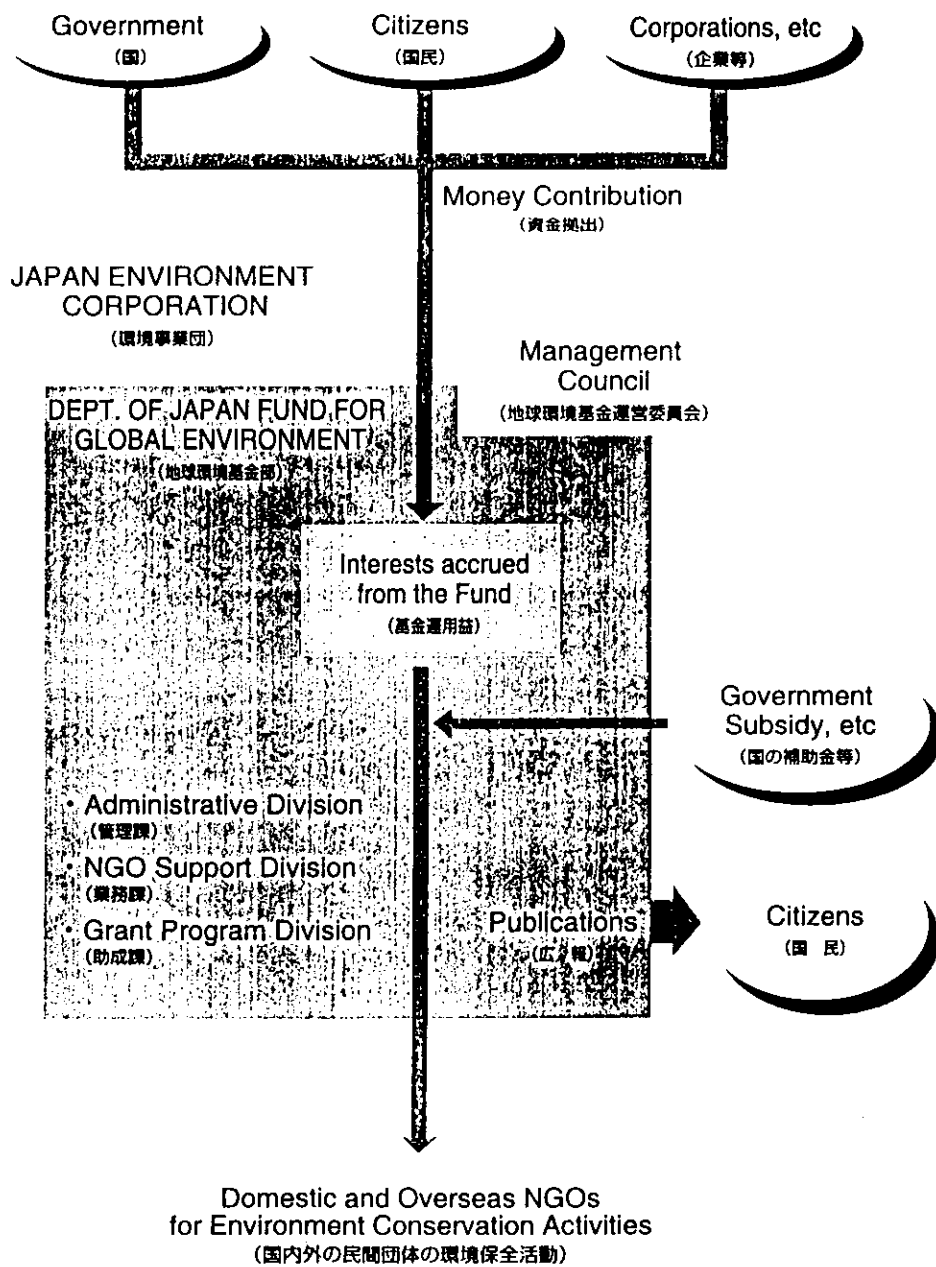 Government
(国)
Citizens
(国民)
Corporations, etc
(企業等)
Money Contribution
(資金拠出)
JAPAN ENVIRONMENT
CORPORATION
(環境事業団)
Management
Council
(地球環境基金運営委員会)
DEPT. OF JAPAN FUND FOR
GLOBAL ENVIRONMENT
(地球環境基金部)
Interests accrued
from the Fund
(基金運用益)
Government
Subsidy, etc
(国の補助金等)
・ Administrative Division
(管理課)
・ NGO Support Division
(業務課)
・ Grant Program Division
(助成課)
Publications
(広 報)
Citizens
(国 民)
Domestic and Overseas NGOs
for Environment Conservation Activities
(国内外の民間団体の環境保全活動)